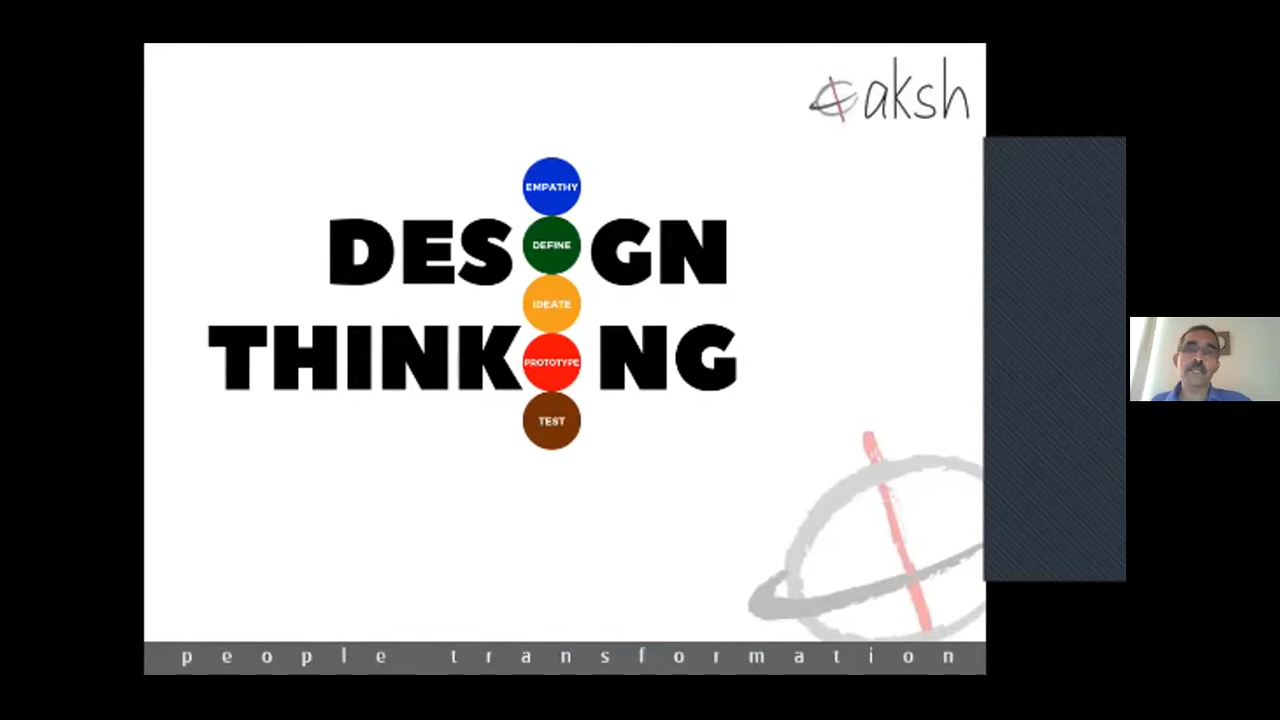 aksh
EMPATHY
DES GN
DEFINE
IDEATE
THINK NG
PROTOTYPE
TEST
people transformation